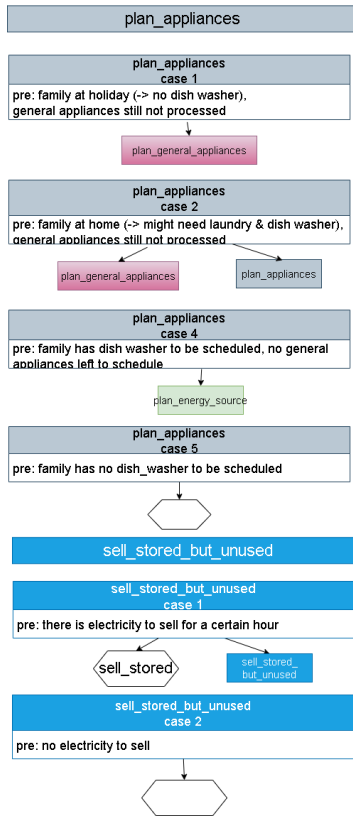 plan_appliances
plan_appliances
case 1
pre: family at holiday (-> no dish washer),
general appliances still not processed
plan_general_appliances
plan_appliances
case 2
pre: family at home (-> might need laundry & dish washer),
general appliances still not processed
plan_general_appliances
plan_appliances
plan_appliances
case 4
pre: family has dish washer to be scheduled, no general
appliances left to schedule
plan_energy_source
plan_appliances
case 5
pre: family has no dish_washer to be scheduled
sell_stored_but_unused
sell_stored_but_unused
case 1
pre: there is electricity to sell for a certain hour
sell_stored
sell_stored_
but_unused
sell_stored_but_unused
case 2
pre: no electricity to sell